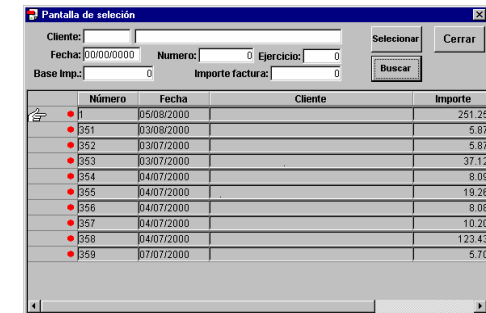 Pantalla de seleción
Cliente:
Selecionar
Cerrar
Fecha: 00/00/0000 Numero: 0 Ejercicio: 0
Base Imp.: 0 Importe factura: 0
Buscar
Número Fecha Cliente Importe
1 05/08/2000 251.25
351 03/08/2000 5.87
352 03/07/2000 5.87
353 03/07/2000 37.12
354 04/07/2000 8.09
355 04/07/2000 19.26
356 04/07/2000 8.08
357 04/07/2000 10.20
358 04/07/2000 123.43
359 07/07/2000 5.70